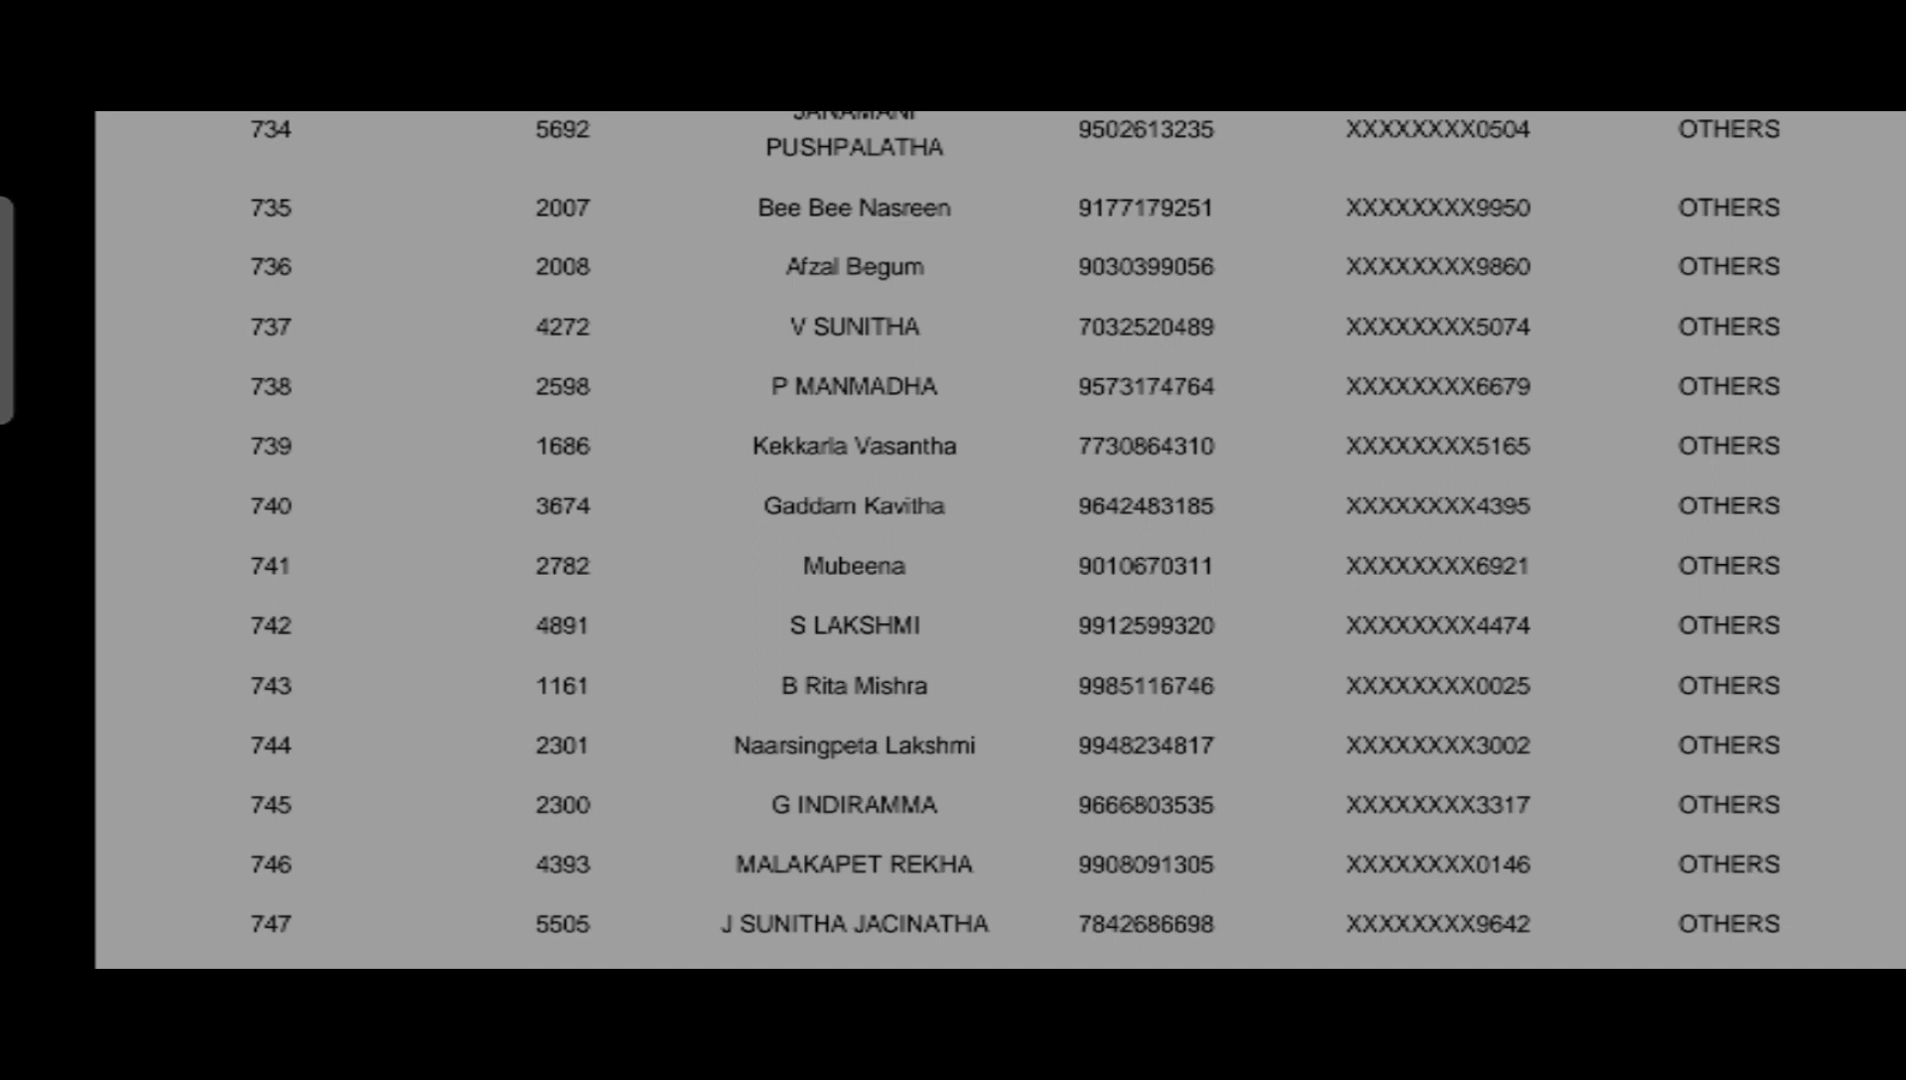 734 5692 JANAMANI PUSHPALATHA 9502613235 XXXXXXXX0504 OTHERS
735 2007 Bee Bee Nasreen 9177179251 XXXXXXXX9950 OTHERS
736 2008 Afzal Begum 9030399056 XXXXXXXX9860 OTHERS
737 4272 V SUNITHA 7032520489 XXXXXXXX5074 OTHERS
738 2598 P MANMADHA 9573174764 XXXXXXXX6679 OTHERS
739 1686 Kekkarla Vasantha 7730864310 XXXXXXXX5165 OTHERS
740 3674 Gaddam Kavitha 9642483185 XXXXXXXX4395 OTHERS
741 2782 Mubeena 9010670311 XXXXXXXX6921 OTHERS
742 4891 S LAKSHMI 9912599320 XXXXXXXX4474 OTHERS
743 1161 B Rita Mishra 9985116746 XXXXXXXX0025 OTHERS
744 2301 Naarsingpeta Lakshmi 9948234817 XXXXXXXX3002 OTHERS
745 2300 G INDIRAMMA 9666803535 XXXXXXXX3317 OTHERS
746 4393 MALAKAPET REKHA 9908091305 XXXXXXXX0146 OTHERS
747 5505 J SUNITHA JACINATHA 7842686698 XXXXXXXX9642 OTHERS